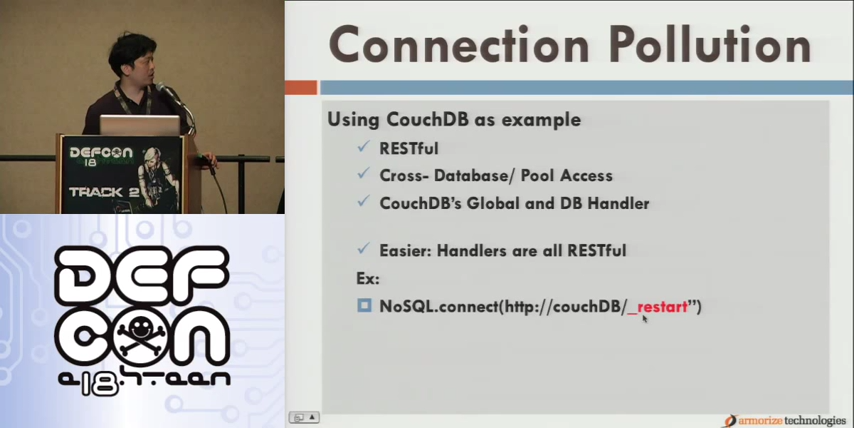 Connection Pollution
Using CouchDB as example
RESTful
Cross- Database/ Pool Access
CouchDB's Global and DB Handler
Easier: Handlers are all RESTful
Ex:
NoSQL.connect(http://couchDB/_restart")
armorize technologies
DEFCON
18
TRACK 2
DEF
CON